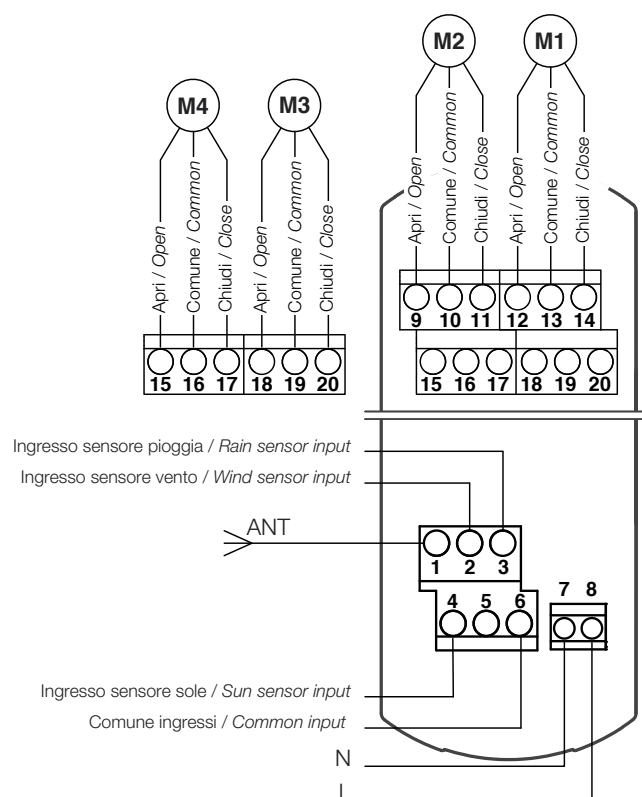 M2 M1
M4 M3
Apri / Open
Comune / Common
Chiudi / Close
Apri / Open
Comune / Common
Chiudi / Close
Apri / Open
Comune / Common
Chiudi / Close
Apri / Open
Comune / Common
Chiudi / Close
9 10 11 12 13 14
15 16 17 18 19 20
15 16 17 18 19 20
Ingresso sensore pioggia / Rain sensor input
Ingresso sensore vento / Wind sensor input
ANT
1 2 3
7 8
4 5 6
Ingresso sensore sole / Sun sensor input
Comune ingressi / Common input
N
L